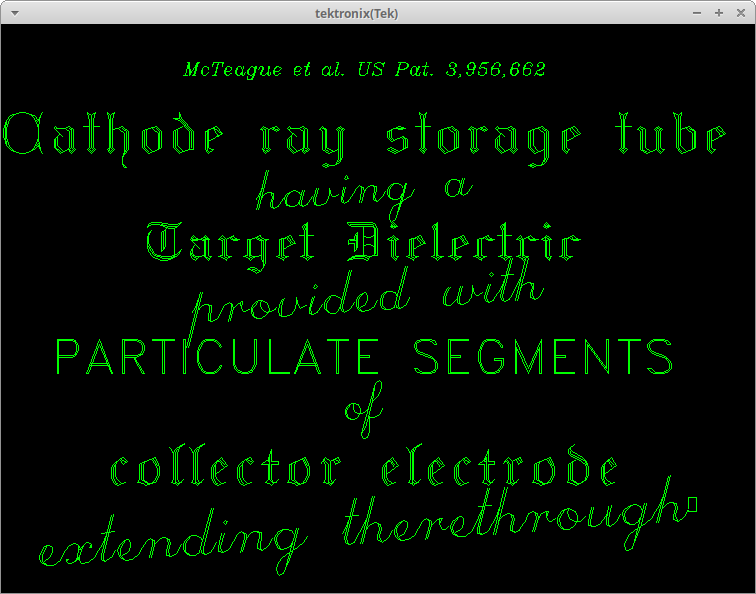 tektronix(Tek)
McTeague et al. US Pat. 3,956,662
Cathode ray storage tube
having a
Target Dielectric
provided with
PARTICULATE SEGMENTS
of
collector electrode
extending therethrough